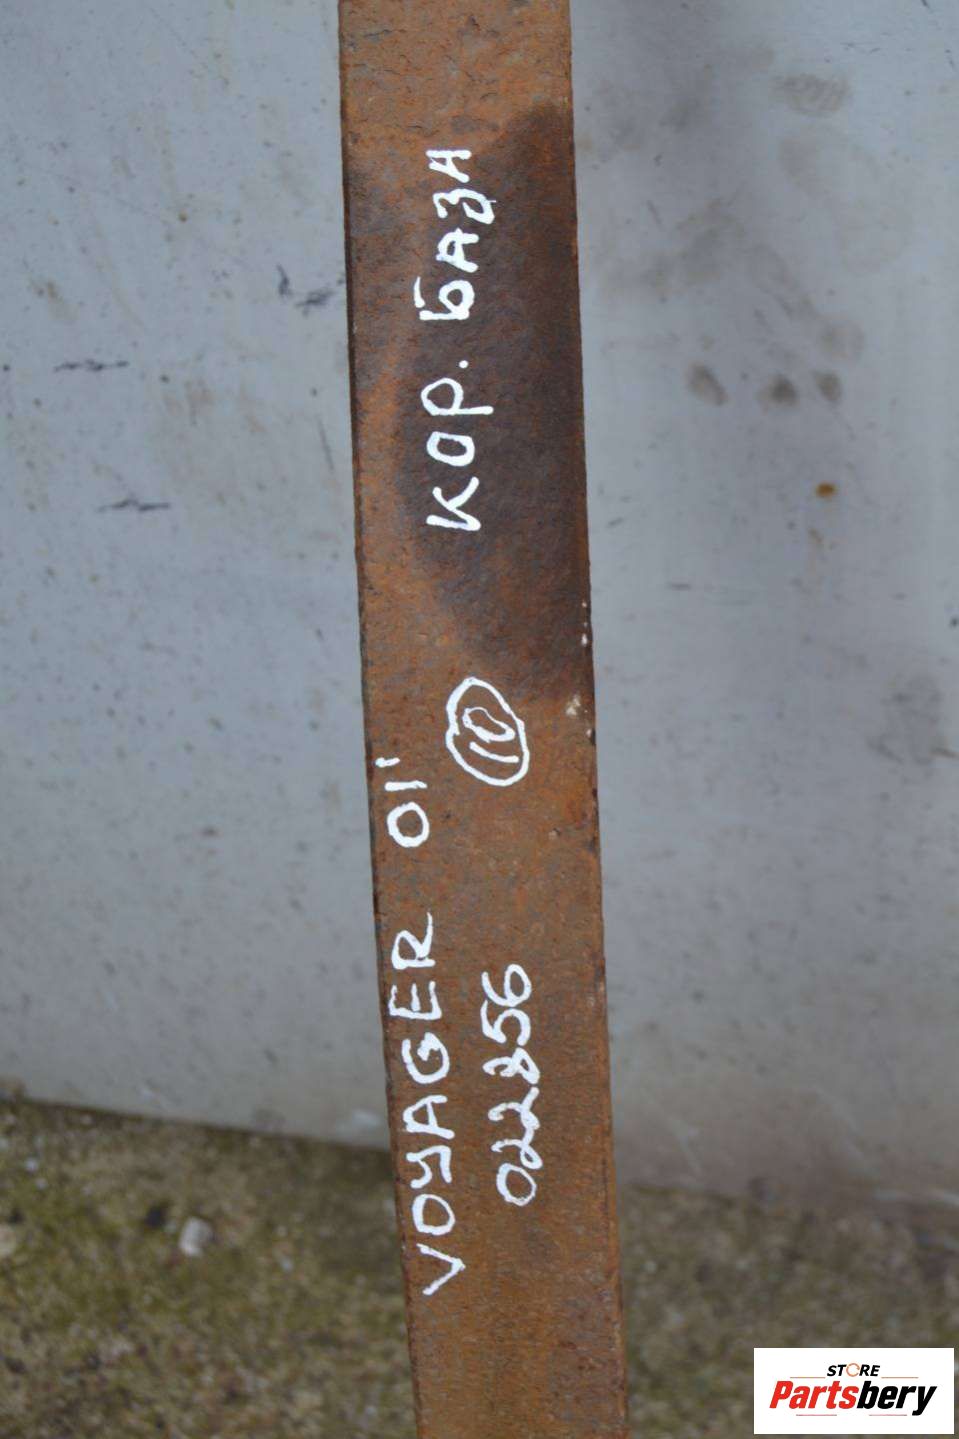 VOYAGER 01' КОР. БАЗА
022856 10
STORE
Partsbery